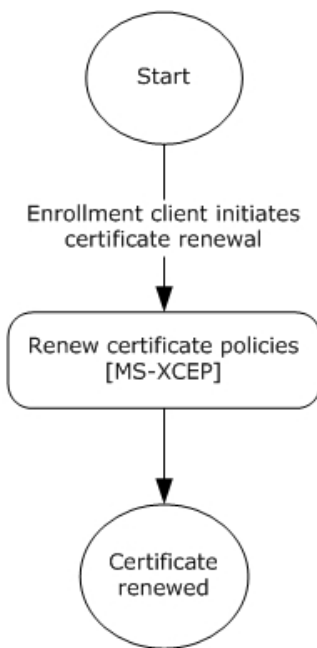 Start
Enrollment client initiates
certificate renewal
Renew certificate policies
[MS-XCEP]
Certificate
renewed